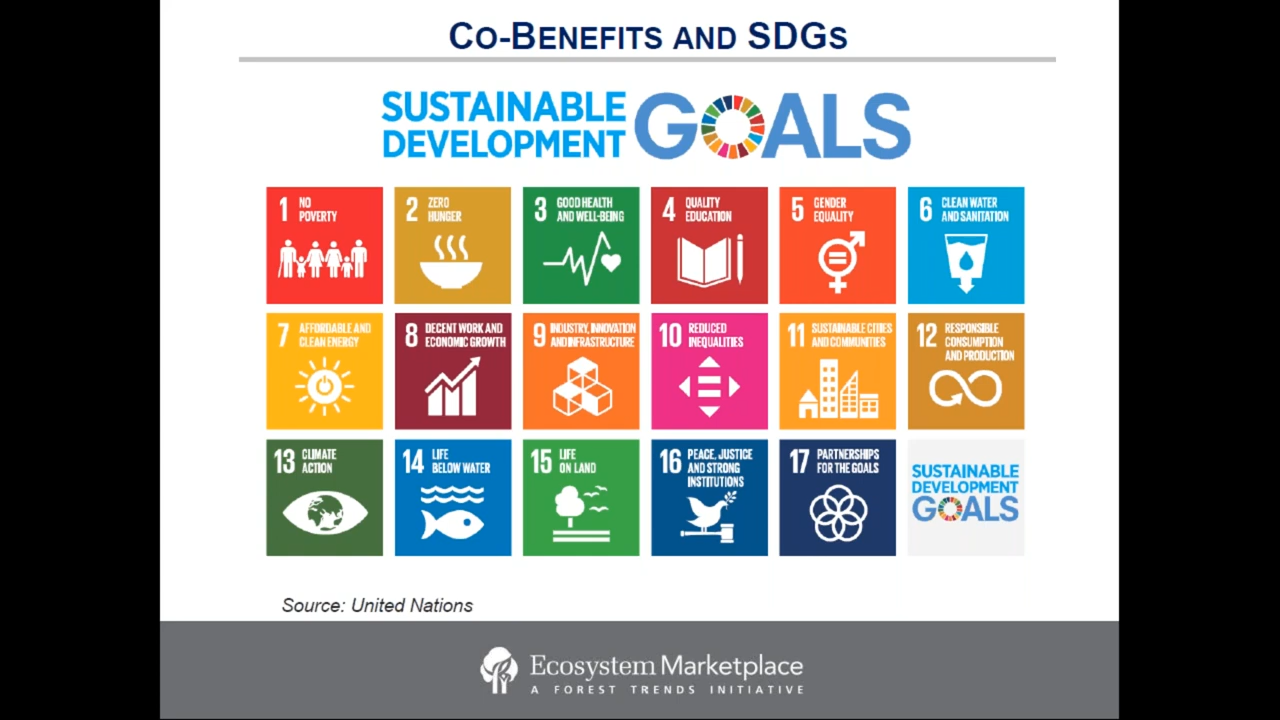 CO-BENEFITS AND SDGS
SUSTAINABLE
DEVELOPMENT
GOALS
1 NO
POVERTY
2 ZERO
HUNGER
3 GOOD HEALTH
AND WELL-BEING
4 QUALITY
EDUCATION
5 GENDER
EQUALITY
6 CLEAN WATER
AND SANITATION
7 AFFORDABLE AND
CLEAN ENERGY
8 DECENT WORK AND
ECONOMIC GROWTH
9 INDUSTRY, INNOVATION
AND INFRASTRUCTURE
10 REDUCED
INEQUALITIES
11 SUSTAINABLE CITIES
AND COMMUNITIES
12 RESPONSIBLE
CONSUMPTION
AND PRODUCTION
13 CLIMATE
ACTION
14 LIFE
BELOW WATER
15 LIFE
ON LAND
16 PEACE, JUSTICE
AND STRONG
INSTITUTIONS
17 PARTNERSHIPS
FOR THE GOALS
SUSTAINABLE
DEVELOPMENT
GOALS
Source: United Nations
Ecosystem Marketplace
A FOREST TRENDS INITIATIVE